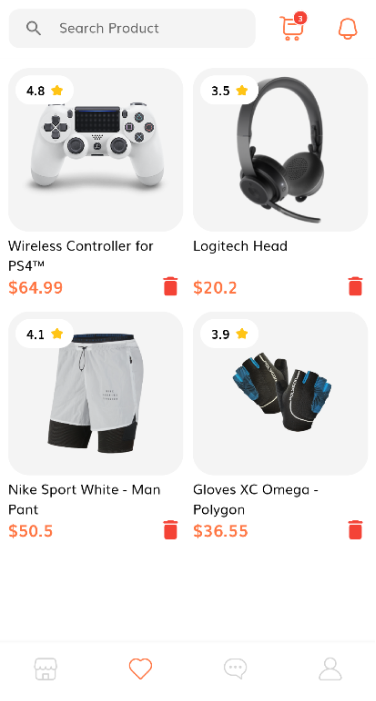 Search Product
3
4.8
3.5
Wireless Controller for
PS4™
$64.99
Logitech Head
$20.2
4.1
3.9
Nike Sport White - Man
Pant
$50.5
Gloves XC Omega -
Polygon
$36.55